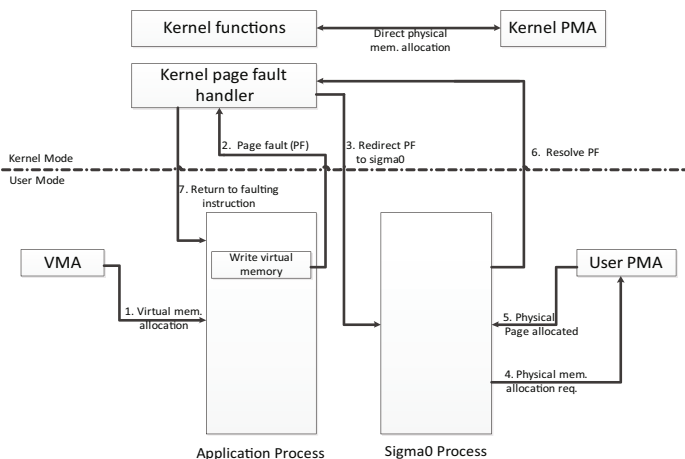 Kernel functions
Direct physical
mem. allocation
Kernel PMA
Kernel page fault
handler
2. Page fault (PF)
3. Redirect PF
to sigma0
6. Resolve PF
Kernel Mode
User Mode
7. Return to faulting
instruction
VMA
Write virtual
memory
User PMA
1. Virtual mem.
allocation
5. Physical
Page allocated
4. Physical mem.
allocation req.
Application Process
Sigma0 Process